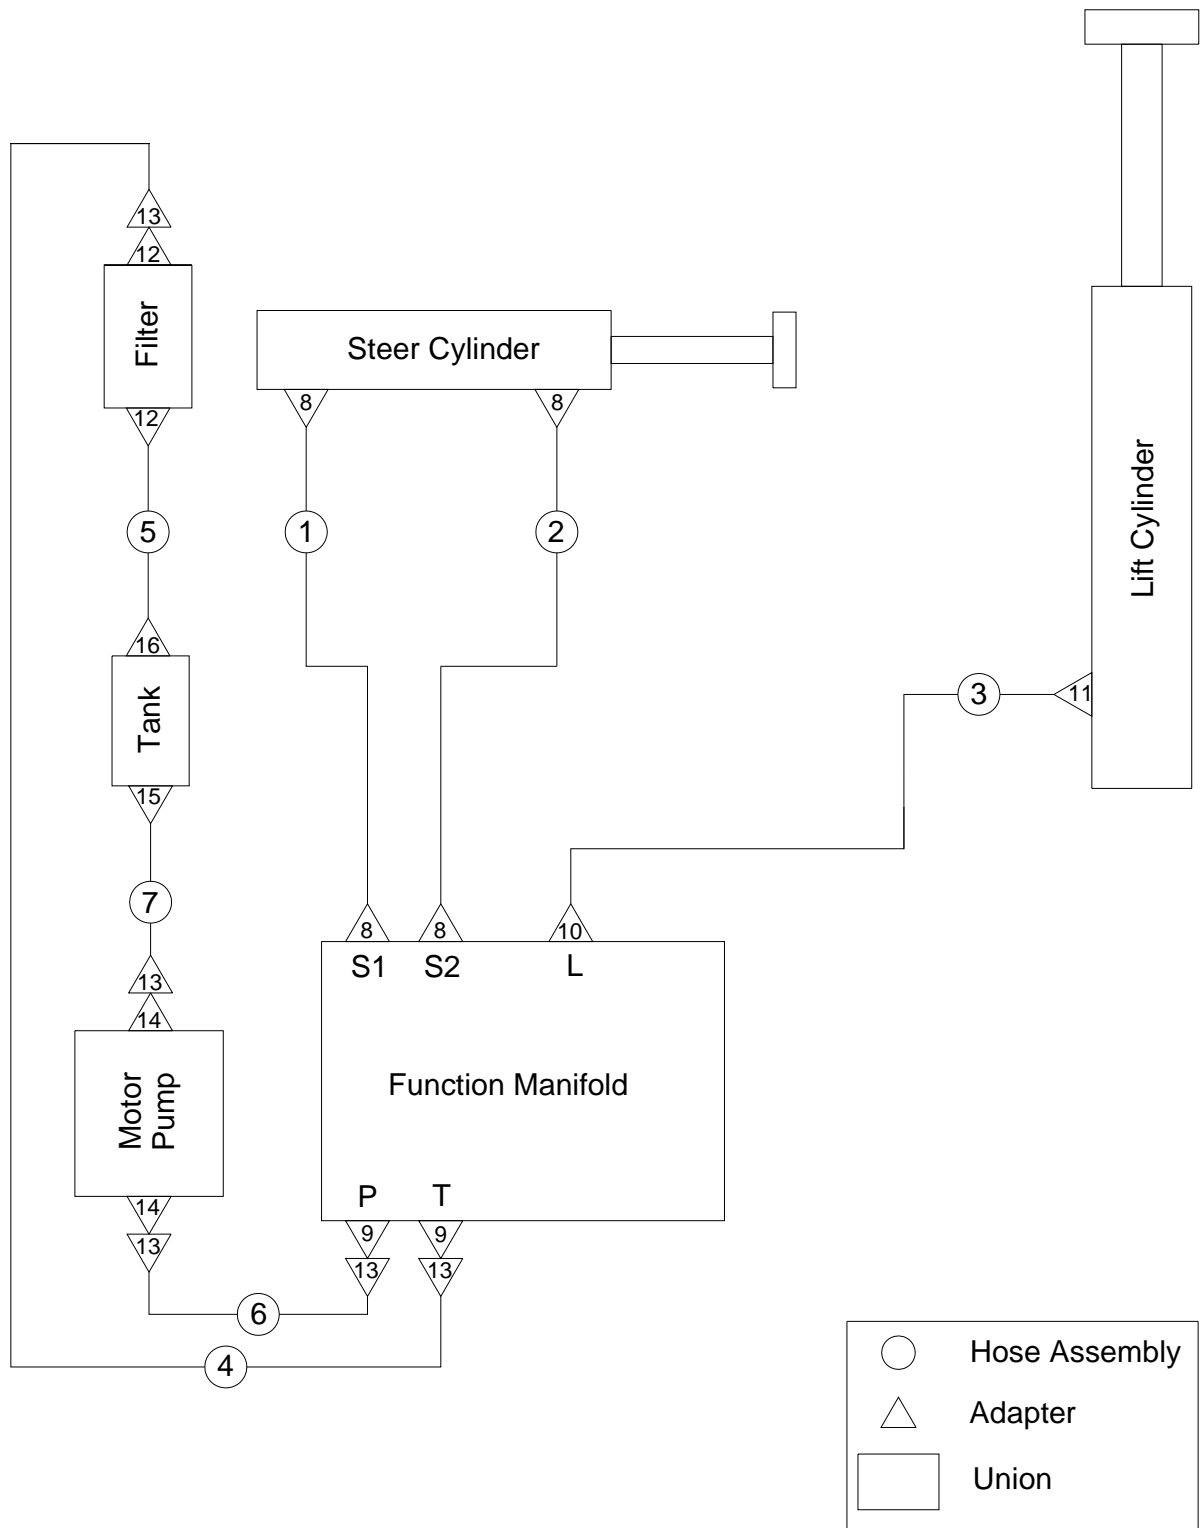 13
12
Filter
12
Steer Cylinder
8
8
5
1
2
Lift Cylinder
16
Tank
15
3
11
7
13
14
Motor
Pump
14
13
8
8
10
S1
S2
L
Function Manifold
P
T
9
9
13
13
6
4
Hose Assembly
Adapter
Union